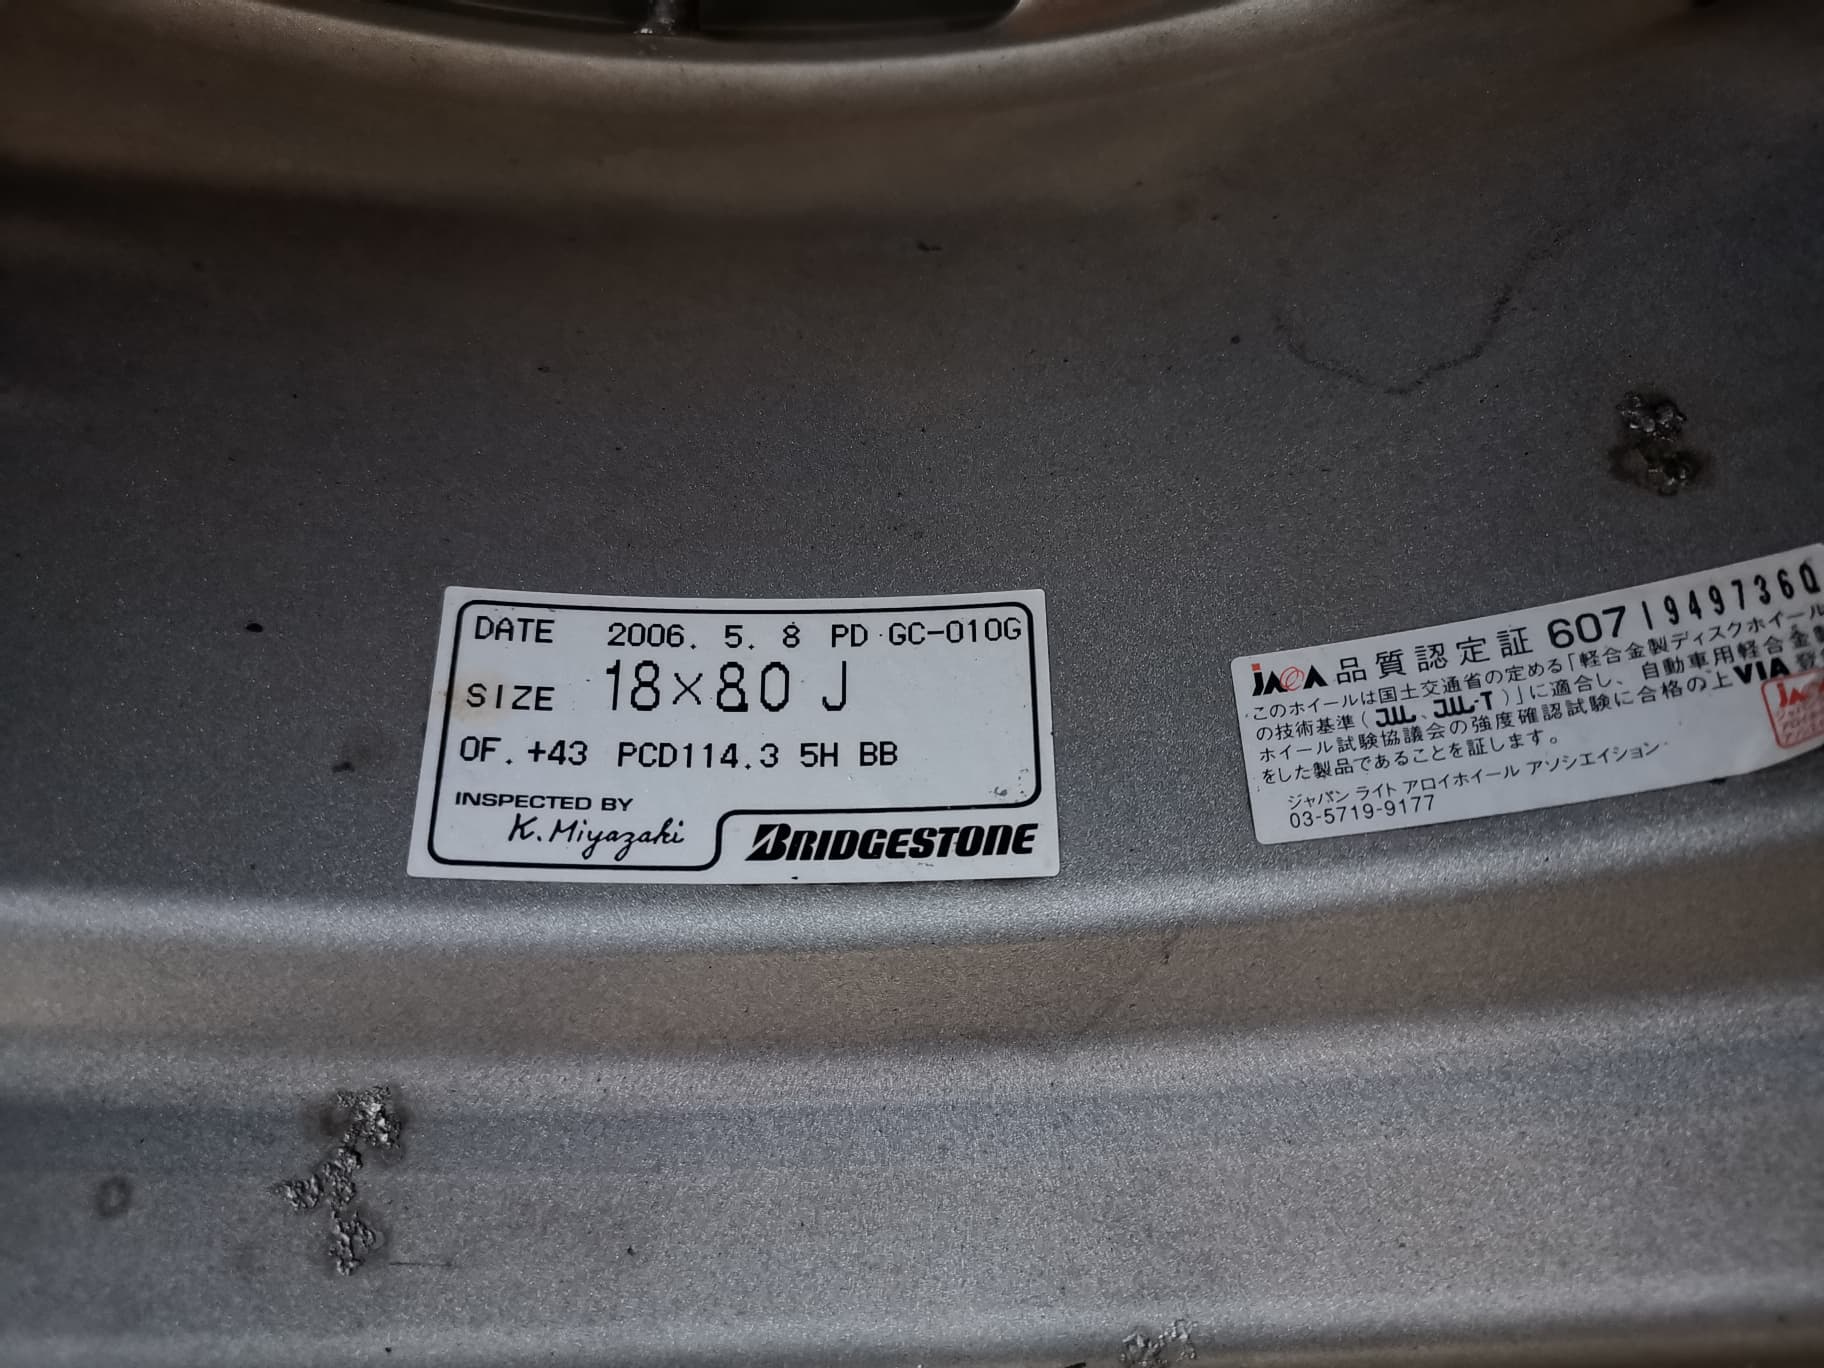 DATE 2006. 5. 8 PD GC-010G
SIZE 18×8.0 J
OF. +43 PCD114.3 5H BB
INSPECTED BY
K. Miyazaki
BRIDGESTONE
JAWA 品質認定証 607 19497360
このホイールは国土交通省の定める「軽合金製ディスクホイール
の技術基準(JWL、JWL-T)」に適合し、自動車用軽合金製
ホイール試験協議会の強度確認試験に合格の上VIA登
をした製品であることを証します。
ジャパン ライト アロイホイール アソシエイション
03-5719-9177